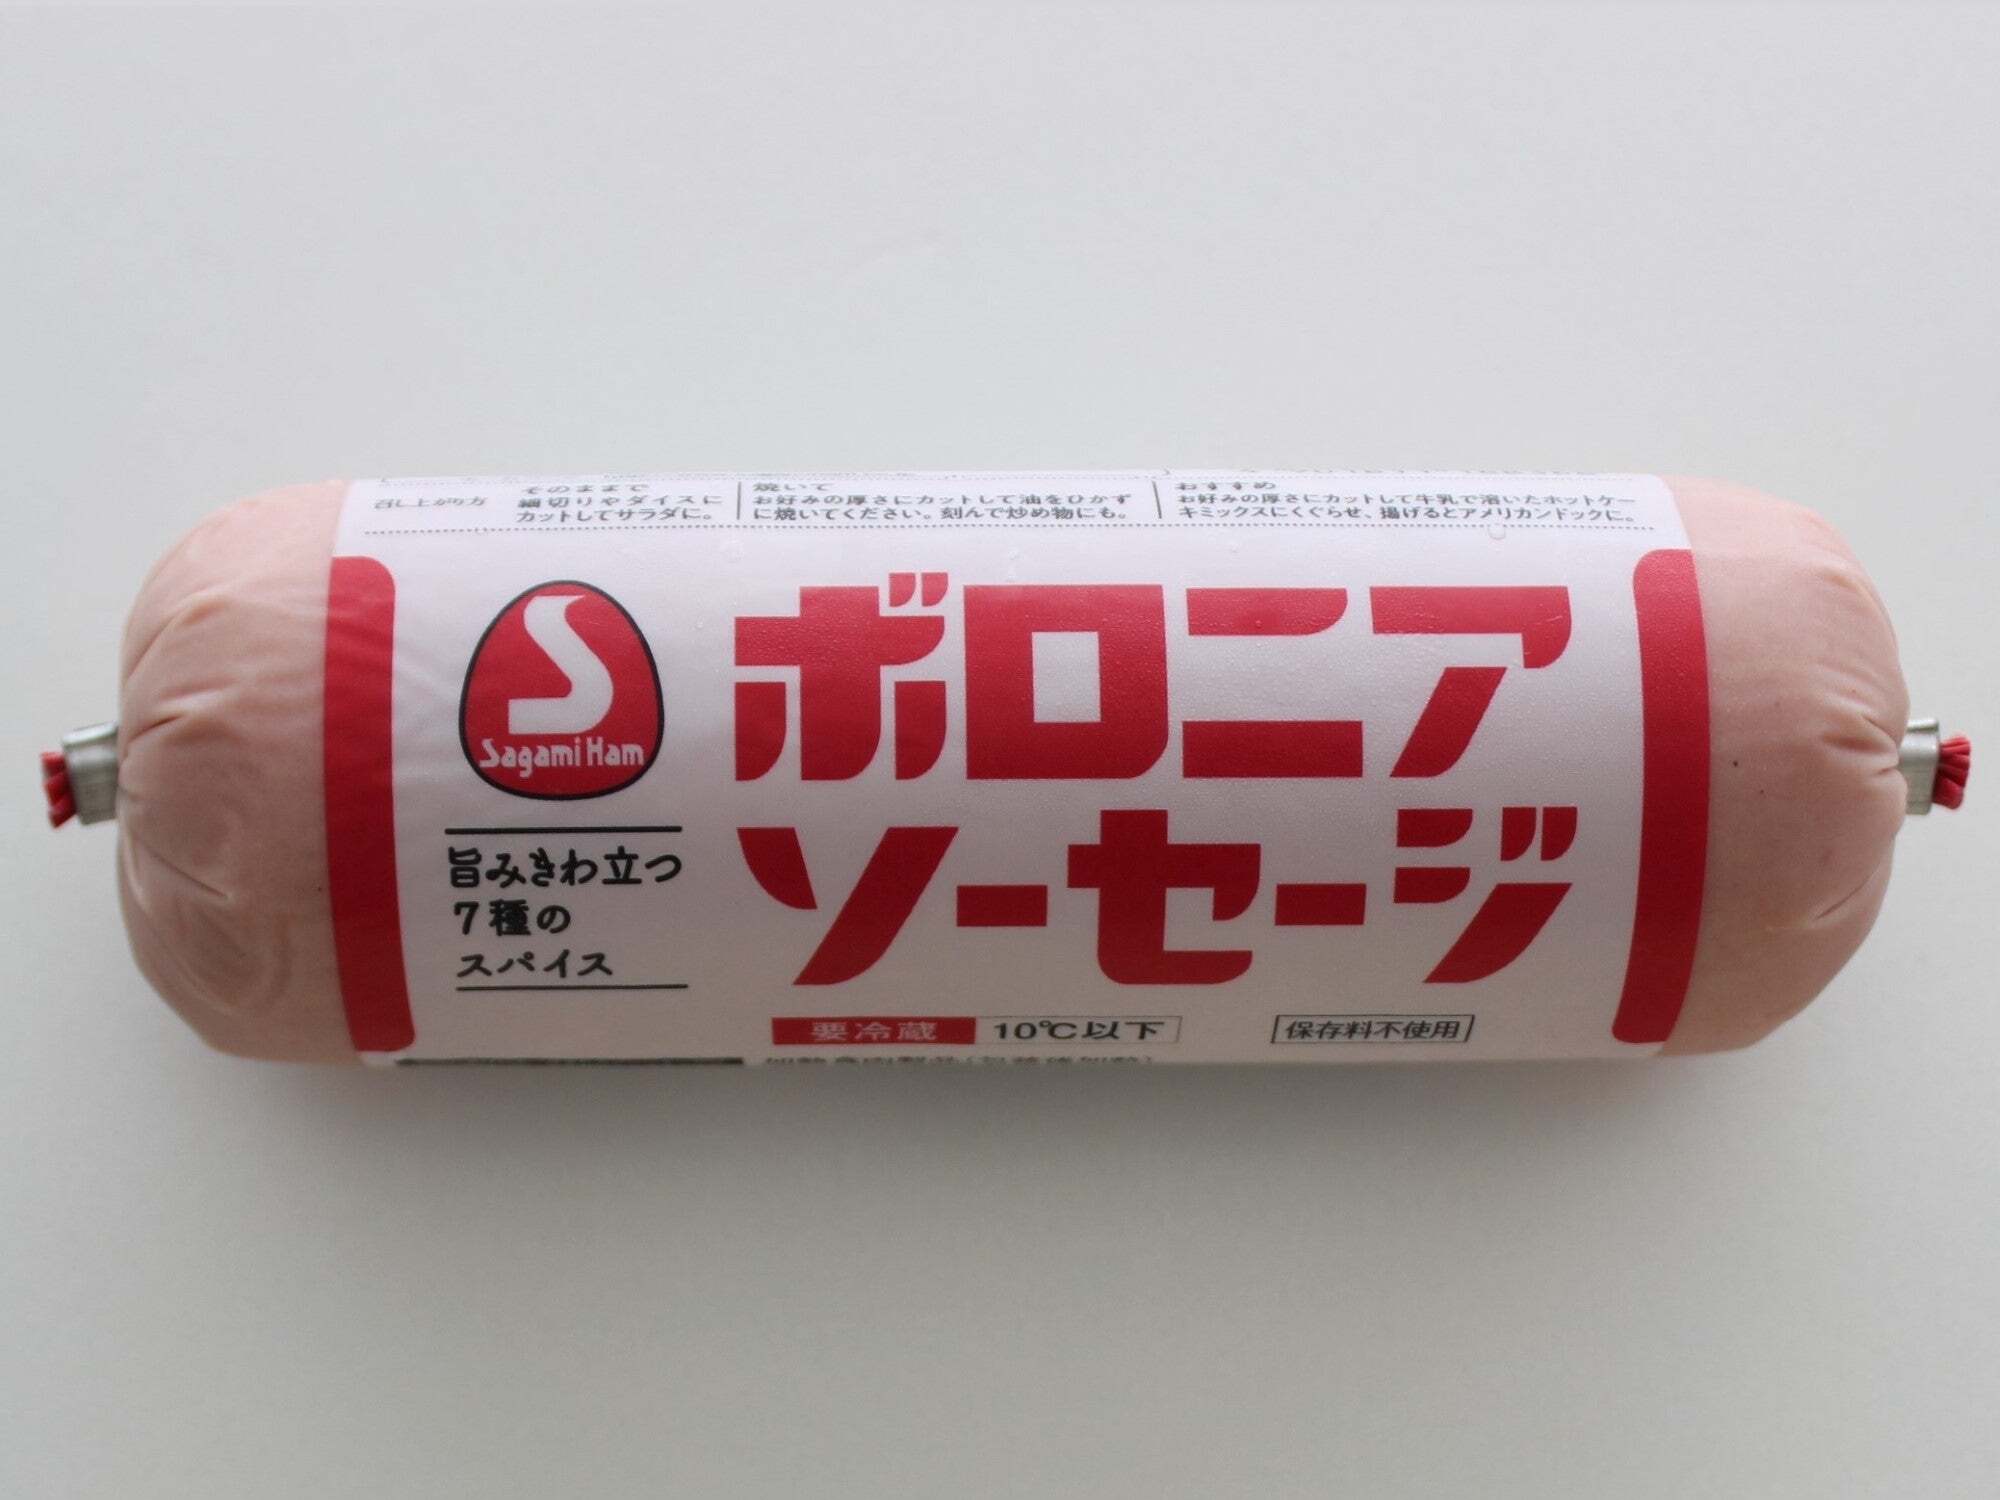 召し上がり方
そのままで
細切りやダイスに
カットしてサラダに。
焼いて
お好みの厚さにカットして油をひかず
に焼いてください。刻んで炒め物にも。
おすすめ
お好みの厚さにカットして牛乳で溶いたホットケー
キミックスにくぐらせ、揚げるとアメリカンドックに。
S
Sagami Ham
旨みきわ立つ
7種の
スパイス
ボロニア
ソーセージ
要冷蔵 10℃以下
保存料不使用